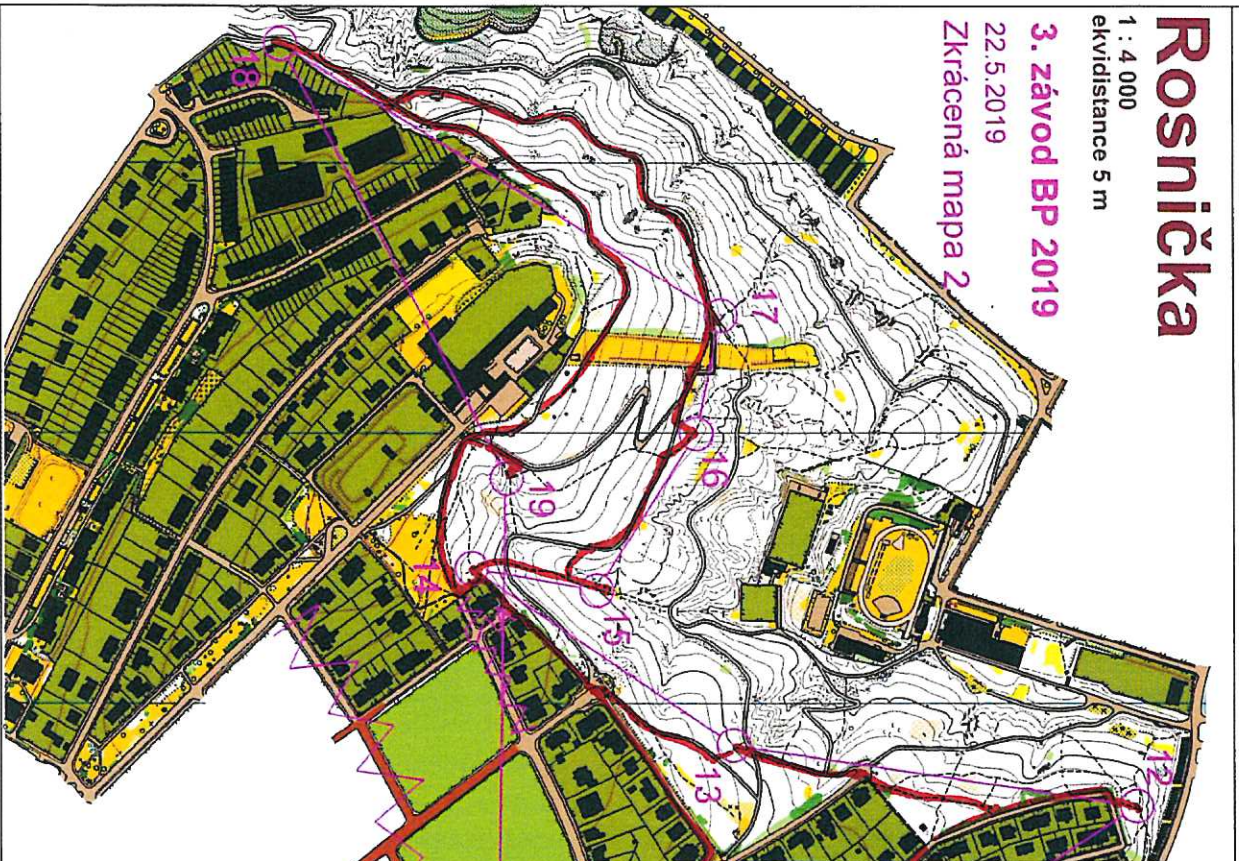 Rosnička
1 : 4 000
ekvidistance 5 m
3. závod BP 2019
22.5.2019
Zkrácená mapa 2
12
13
14
15
16
17
18
19